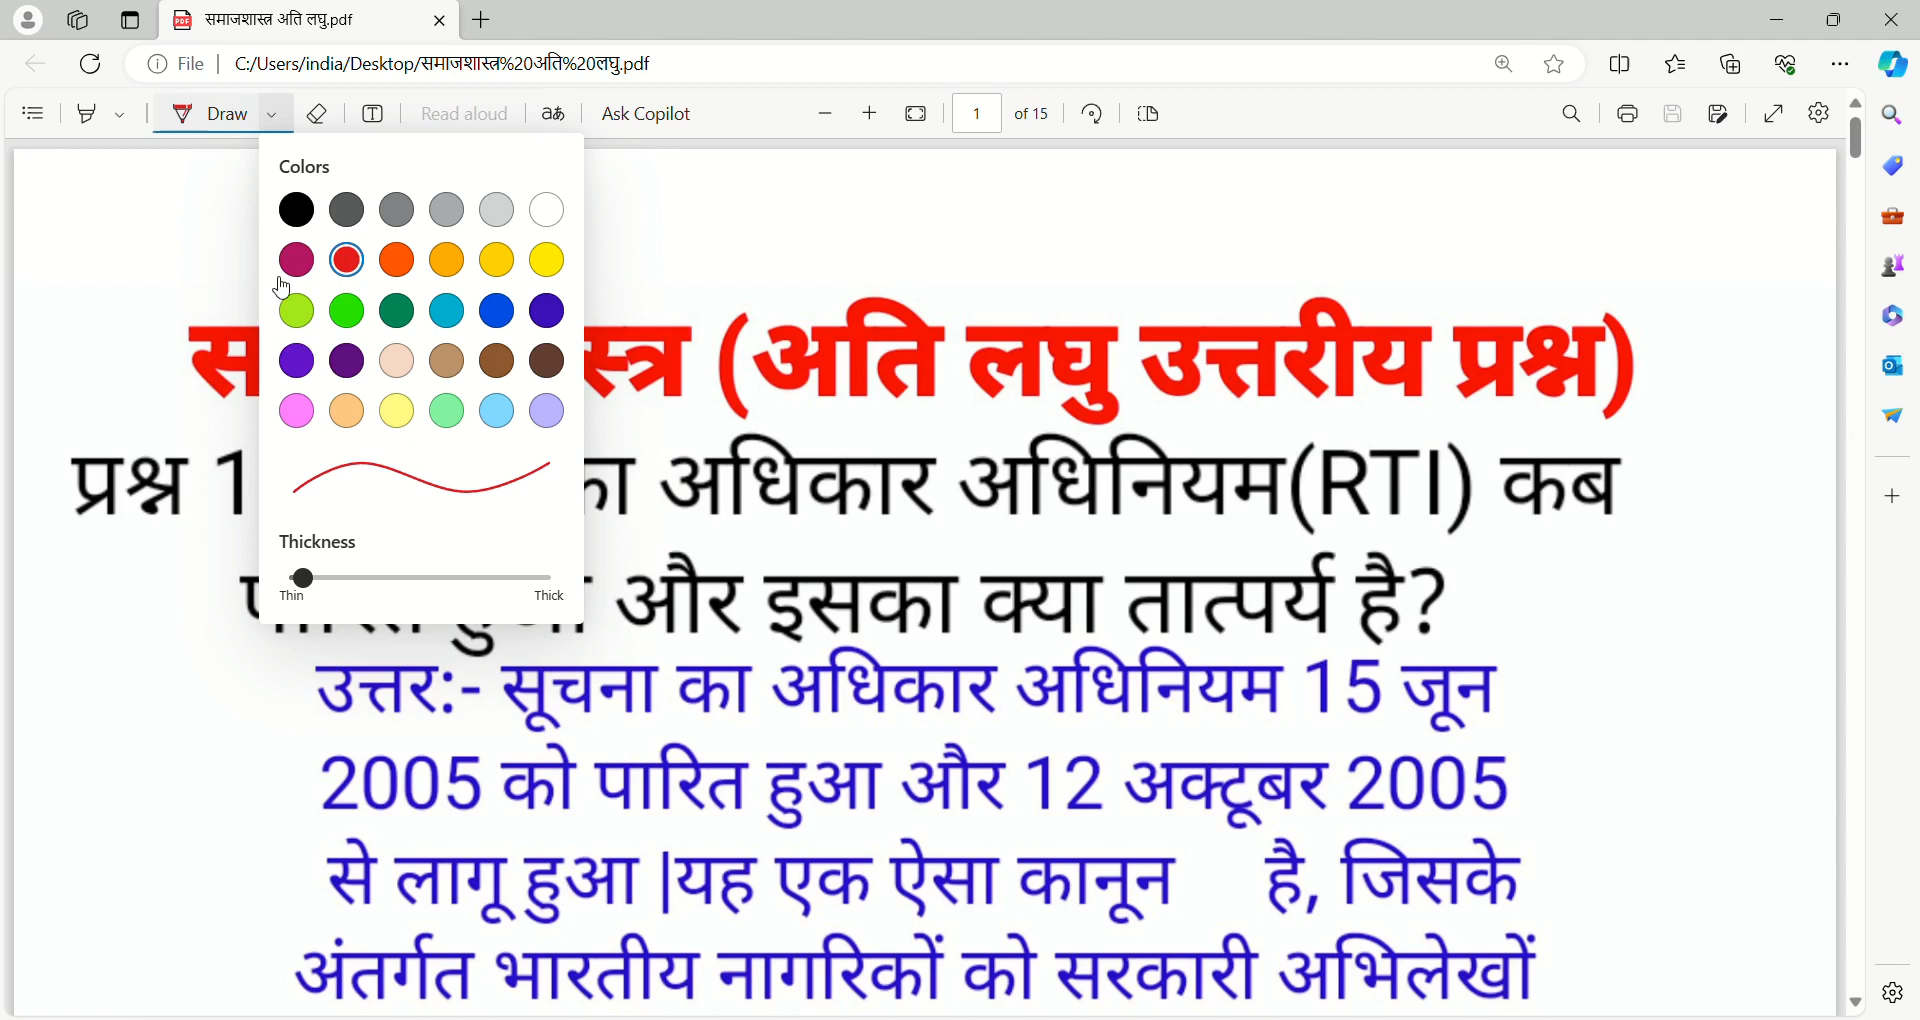 समाजशास्त्र अति लघु.pdf
File
C:/Users/india/Desktop/समाजशास्त्र%20अति%20लघु.pdf
Draw
Read aloud
aあ
Ask Copilot
1 of 15
Colors
Thickness
Thin Thick
(अति लघु उत्तरीय प्रश्न)
प्रश्न 1 का अधिकार अधिनियम(RTI) कब
और इसका क्या तात्पर्य है?
उत्तर:- सूचना का अधिकार अधिनियम 15 जून
2005 को पारित हुआ और 12 अक्टूबर 2005
से लागू हुआ |यह एक ऐसा कानून है, जिसके
अंतर्गत भारतीय नागरिकों को सरकारी अभिलेखों